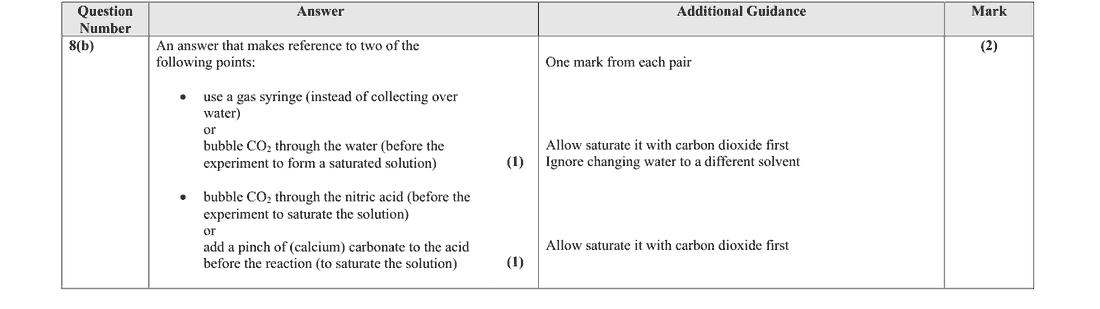 Question Number Answer Additional Guidance Mark
8(b) An answer that makes reference to two of the (2)
following points: One mark from each pair
• use a gas syringe (instead of collecting over
water)
or
bubble CO₂ through the water (before the Allow saturate it with carbon dioxide first
experiment to form a saturated solution) (1) Ignore changing water to a different solvent
• bubble CO₂ through the nitric acid (before the
experiment to saturate the solution)
or
add a pinch of (calcium) carbonate to the acid Allow saturate it with carbon dioxide first
before the reaction (to saturate the solution) (1)